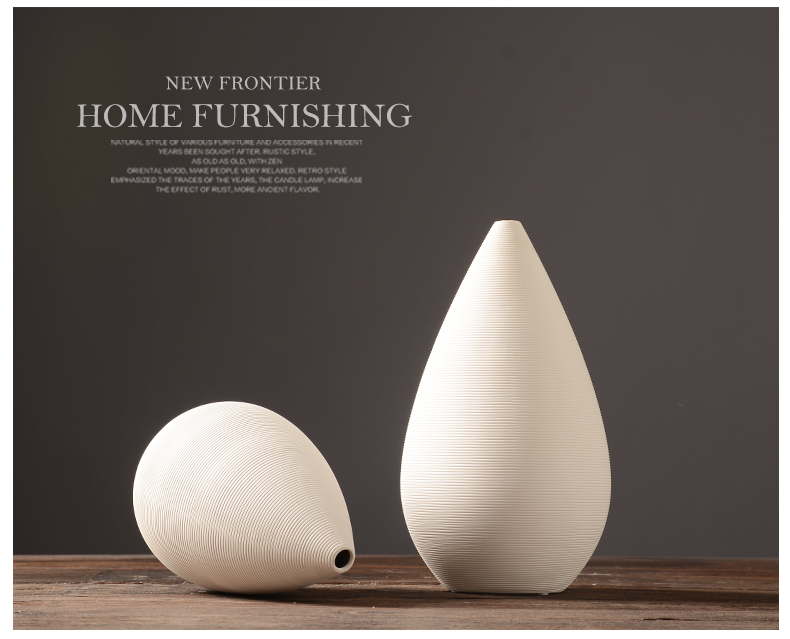 NEW FRONTIER
HOME FURNISHING
NATURAL STYLE OF VARIOUS FURNITURE AND ACCESSORIES IN RECENT
YEARS BEEN SOUGHT AFTER. RUSTIC STYLE,
AS OLD AS OLD, WITH ZEN
ORIENTAL MOOD, MAKE PEOPLE VERY RELAXED, RETRO STYLE
EMPHASIZED THE TRACES OF THE YEARS, THE CANDLE LAMP, INCREASE
THE EFFECT OF RUST, MORE ANCIENT FLAVOR.